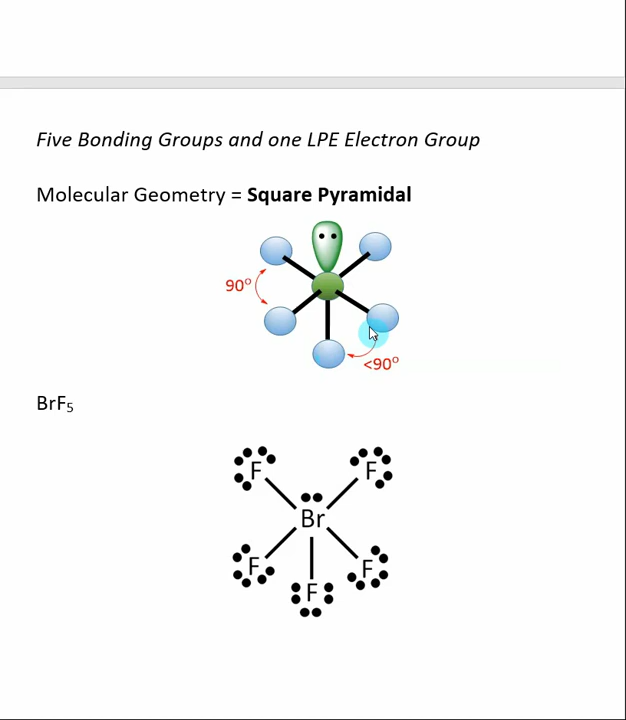 Five Bonding Groups and one LPE Electron Group
Molecular Geometry = Square Pyramidal
90°
<90°
BrF₅
F F
Br
F F
F